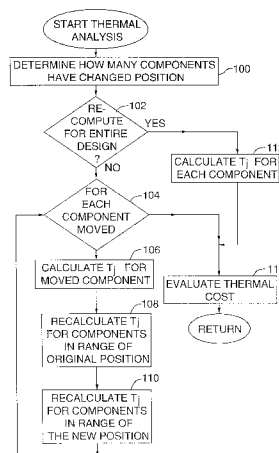 START THERMAL
ANALYSIS
DETERMINE HOW MANY COMPONENTS
HAVE CHANGED POSITION
100
RE-
COMPUTE
FOR ENTIRE
DESIGN
?
102
YES
NO
CALCULATE Tj FOR
EACH COMPONENT
FOR
EACH
COMPONENT
MOVED
104
106
CALCULATE Tj FOR
MOVED COMPONENT
EVALUATE THERMAL
COST
108
RECALCULATE Tj
FOR COMPONENTS
IN RANGE OF
ORIGINAL POSITION
RETURN
110
RECALCULATE Tj
FOR COMPONENTS
IN RANGE OF
THE NEW POSITION